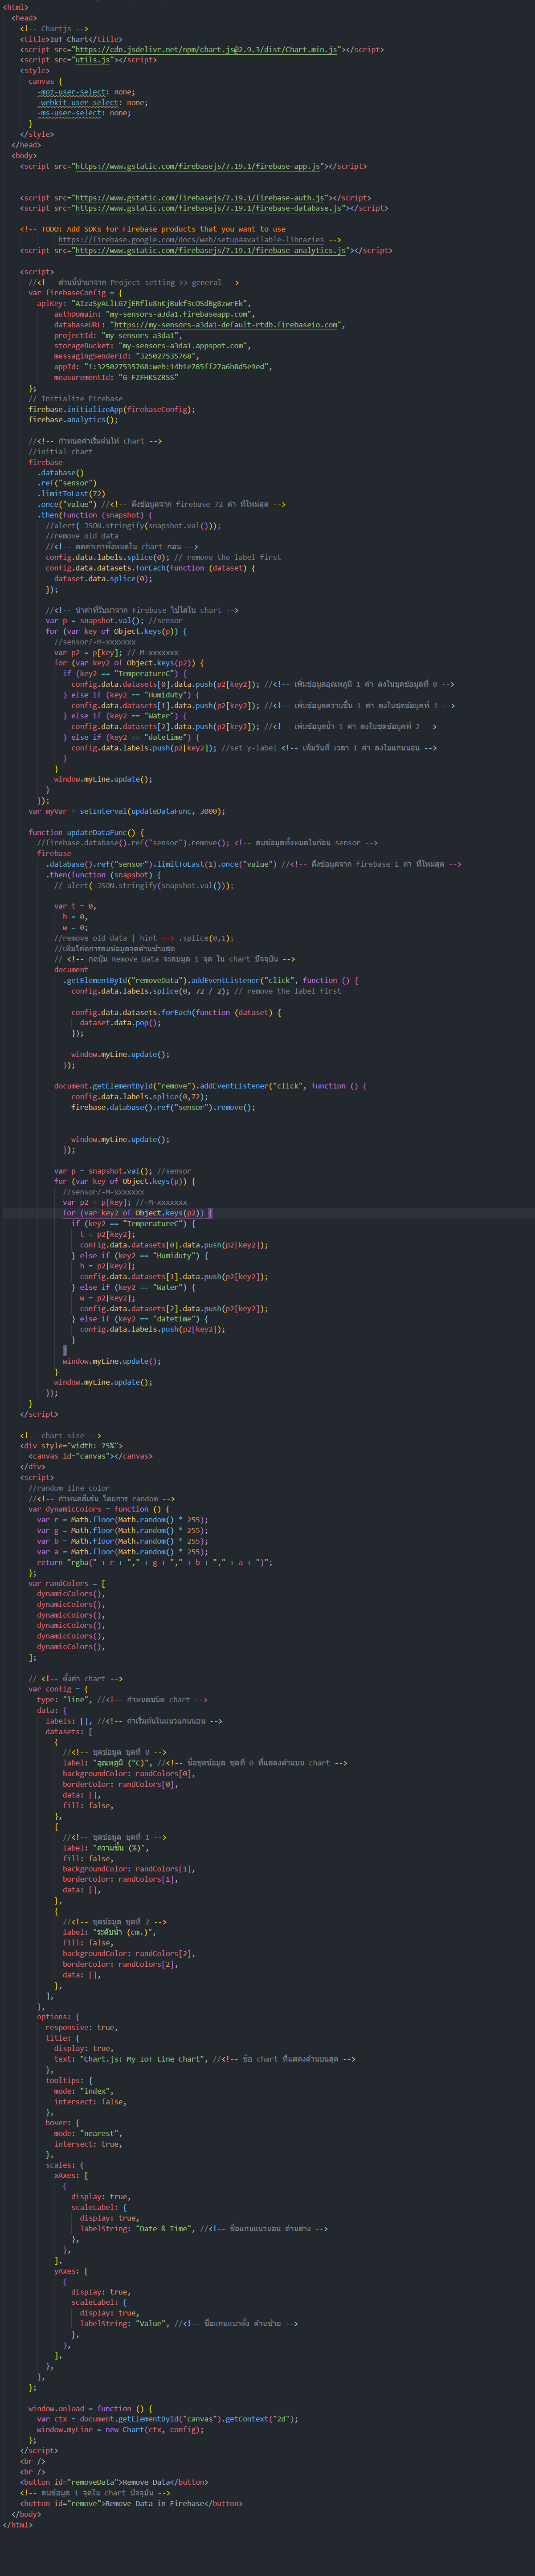 <html>
<head>
<!-- Chartjs -->
<title>IoT Chart</title>
<script src="https://cdn.jsdelivr.net/npm/chart.js@2.9.3/dist/Chart.min.js"></script>
<script src="utils.js"></script>
<style>
canvas {
-moz-user-select: none;
-webkit-user-select: none;
-ms-user-select: none;
}
</style>
</head>
<body>
<script src="https://www.gstatic.com/firebasejs/7.19.1/firebase-app.js"></script>
<script src="https://www.gstatic.com/firebasejs/7.19.1/firebase-auth.js"></script>
<script src="https://www.gstatic.com/firebasejs/7.19.1/firebase-database.js"></script>
<!-- TODO: Add SDKs for Firebase products that you want to use
https://firebase.google.com/docs/web/setup#available-libraries -->
<script src="https://www.gstatic.com/firebasejs/7.19.1/firebase-analytics.js"></script>
<script>
//<!-- ส่วนนี้นำมาจาก Project setting >> general -->
var firebaseConfig = {
apiKey:
authDomain: "my-sensors-a3da1.firebaseapp.com",
databaseURL: "https://my-sensors-a3da1-default-rtdb.firebaseio.com",
projectId: "my-sensors-a3da1",
storageBucket: "my-sensors-a3da1.appspot.com",
messagingSenderId: "325027535768",
appId: "1:325027535768:web:14b1e785ff27a6b8d5e9ed",
measurementId: "G-FZFHKSZRSS"
};
// Initialize Firebase
firebase.initializeApp(firebaseConfig);
firebase.analytics();
//<!-- กำหนดค่าเริ่มต้นให้ chart -->
//initial chart
firebase
.database()
.ref("sensor")
.limitToLast(72)
.once("value") //<!-- ดึงข้อมูลจาก firebase 72 ค่า ที่ใหม่สุด -->
.then(function (snapshot) {
//alert( JSON.stringify(snapshot.val()));
//remove old data
//<!-- ลดค่าเก่าทั้งหมดใน chart ก่อน -->
config.data.labels.splice(0); // remove the label first
config.data.datasets.forEach(function (dataset) {
dataset.data.splice(0);
});
//<!-- นำค่าที่รับมาจาก Firebase ไปใส่ใน chart -->
var p = snapshot.val(); //sensor
for (var key of Object.keys(p)) {
//sensor/-M-xxxxxxx
var p2 = p[key]; //-M-xxxxxxx
for (var key2 of Object.keys(p2)) {
if (key2 == "TemperatureC") {
config.data.datasets[0].data.push(p2[key2]); //<!-- เพิ่มข้อมูลอุณหภูมิ 1 ค่า ลงในชุดข้อมูลที่ 0 -->
} else if (key2 == "Humiduty") {
config.data.datasets[1].data.push(p2[key2]); //<!-- เพิ่มข้อมูลความชื้น 1 ค่า ลงในชุดข้อมูลที่ 1 -->
} else if (key2 == "Water") {
config.data.datasets[2].data.push(p2[key2]); //<!-- เพิ่มข้อมูลน้ำ 1 ค่า ลงในชุดข้อมูลที่ 2 -->
} else if (key2 == "datetime") {
config.data.labels.push(p2[key2]); //set y-label <!-- เพิ่มวันที่ เวลา 1 ค่า ลงในแกนนอน -->
}
}
window.myLine.update();
}
});
var myVar = setInterval(updateDataFunc, 3000);
function updateDataFunc() {
//firebase.database().ref("sensor").remove(); <!-- ลบข้อมูลทั้งหมดในก้อน sensor -->
firebase
.database().ref("sensor").limitToLast(1).once("value") //<!-- ดึงข้อมูลจาก firebase 1 ค่า ที่ใหม่สุด -->
.then(function (snapshot) {
// alert( JSON.stringify(snapshot.val()));
var t = 0,
h = 0,
w = 0;
//remove old data | hint --> .splice(0,1);
//เพิ่มโค้ดการลบข้อมูลจุดด้านซ้ายสุด
// <!-- กดปุ่ม Remove Data จะลบมูล 1 จุด ใน chart ปัจจุบัน -->
document
.getElementById("removeData").addEventListener("click", function () {
config.data.labels.splice(0, 72 / 2); // remove the label first
config.data.datasets.forEach(function (dataset) {
dataset.data.pop();
});
window.myLine.update();
});
document.getElementById("remove").addEventListener("click", function () {
config.data.labels.splice(0,72);
firebase.database().ref("sensor").remove();
window.myLine.update();
});
var p = snapshot.val(); //sensor
for (var key of Object.keys(p)) {
//sensor/-M-xxxxxxx
var p2 = p[key]; //-M-xxxxxxx
for (var key2 of Object.keys(p2)) {
if (key2 == "TemperatureC") {
t = p2[key2];
config.data.datasets[0].data.push(p2[key2]);
} else if (key2 == "Humiduty") {
h = p2[key2];
config.data.datasets[1].data.push(p2[key2]);
} else if (key2 == "Water") {
w = p2[key2];
config.data.datasets[2].data.push(p2[key2]);
} else if (key2 == "datetime") {
config.data.labels.push(p2[key2]);
}
}
window.myLine.update();
}
window.myLine.update();
});
}
</script>
<!-- chart size -->
<div style="width: 75%">
<canvas id="canvas"></canvas>
</div>
<script>
//random line color
//<!-- กำหนดสีเส้น โดยการ random -->
var dynamicColors = function () {
var r = Math.floor(Math.random() * 255);
var g = Math.floor(Math.random() * 255);
var b = Math.floor(Math.random() * 255);
var a = Math.floor(Math.random() * 255);
return "rgba(" + r + "," + g + "," + b + "," + a + ")";
};
var randColors = [
dynamicColors(),
dynamicColors(),
dynamicColors(),
dynamicColors(),
dynamicColors(),
dynamicColors(),
];
// <!-- ตั้งค่า chart -->
var config = {
type: "line", //<!-- กำหนดชนิด chart -->
data: {
labels: [], //<!-- ค่าเริ่มต้นในแนวแกนนอน -->
datasets: [
{
//<!-- ชุดข้อมูล ชุดที่ 0 -->
label: "อุณหภูมิ (°C)", //<!-- ชื่อชุดข้อมูล ชุดที่ 0 ที่แสดงด้านบน chart -->
backgroundColor: randColors[0],
borderColor: randColors[0],
data: [],
fill: false,
},
{
//<!-- ชุดข้อมูล ชุดที่ 1 -->
label: "ความชื้น (%)",
fill: false,
backgroundColor: randColors[1],
borderColor: randColors[1],
data: [],
},
{
//<!-- ชุดข้อมูล ชุดที่ 2 -->
label: "ระดับน้ำ (cm.)",
fill: false,
backgroundColor: randColors[2],
borderColor: randColors[2],
data: [],
},
],
},
options: {
responsive: true,
title: {
display: true,
text: "Chart.js: My IoT Line Chart", //<!-- ชื่อ chart ที่แสดงด้านบนสุด -->
},
tooltips: {
mode: "index",
intersect: false,
},
hover: {
mode: "nearest",
intersect: true,
},
scales: {
xAxes: [
{
display: true,
scaleLabel: {
display: true,
labelString: "Date & Time", //<!-- ชื่อแกนแนวนอน ด้านล่าง -->
},
},
],
yAxes: [
{
display: true,
scaleLabel: {
display: true,
labelString: "Value", //<!-- ชื่อแกนแนวตั้ง ด้านซ้าย -->
},
},
],
},
},
};
window.onload = function () {
var ctx = document.getElementById("canvas").getContext("2d");
window.myLine = new Chart(ctx, config);
};
</script>
<br />
<br />
<button id="removeData">Remove Data</button>
<!-- ลบข้อมูล 1 จุดใน chart ปัจจุบัน -->
<button id="remove">Remove Data in Firebase</button>
</body>
</html>